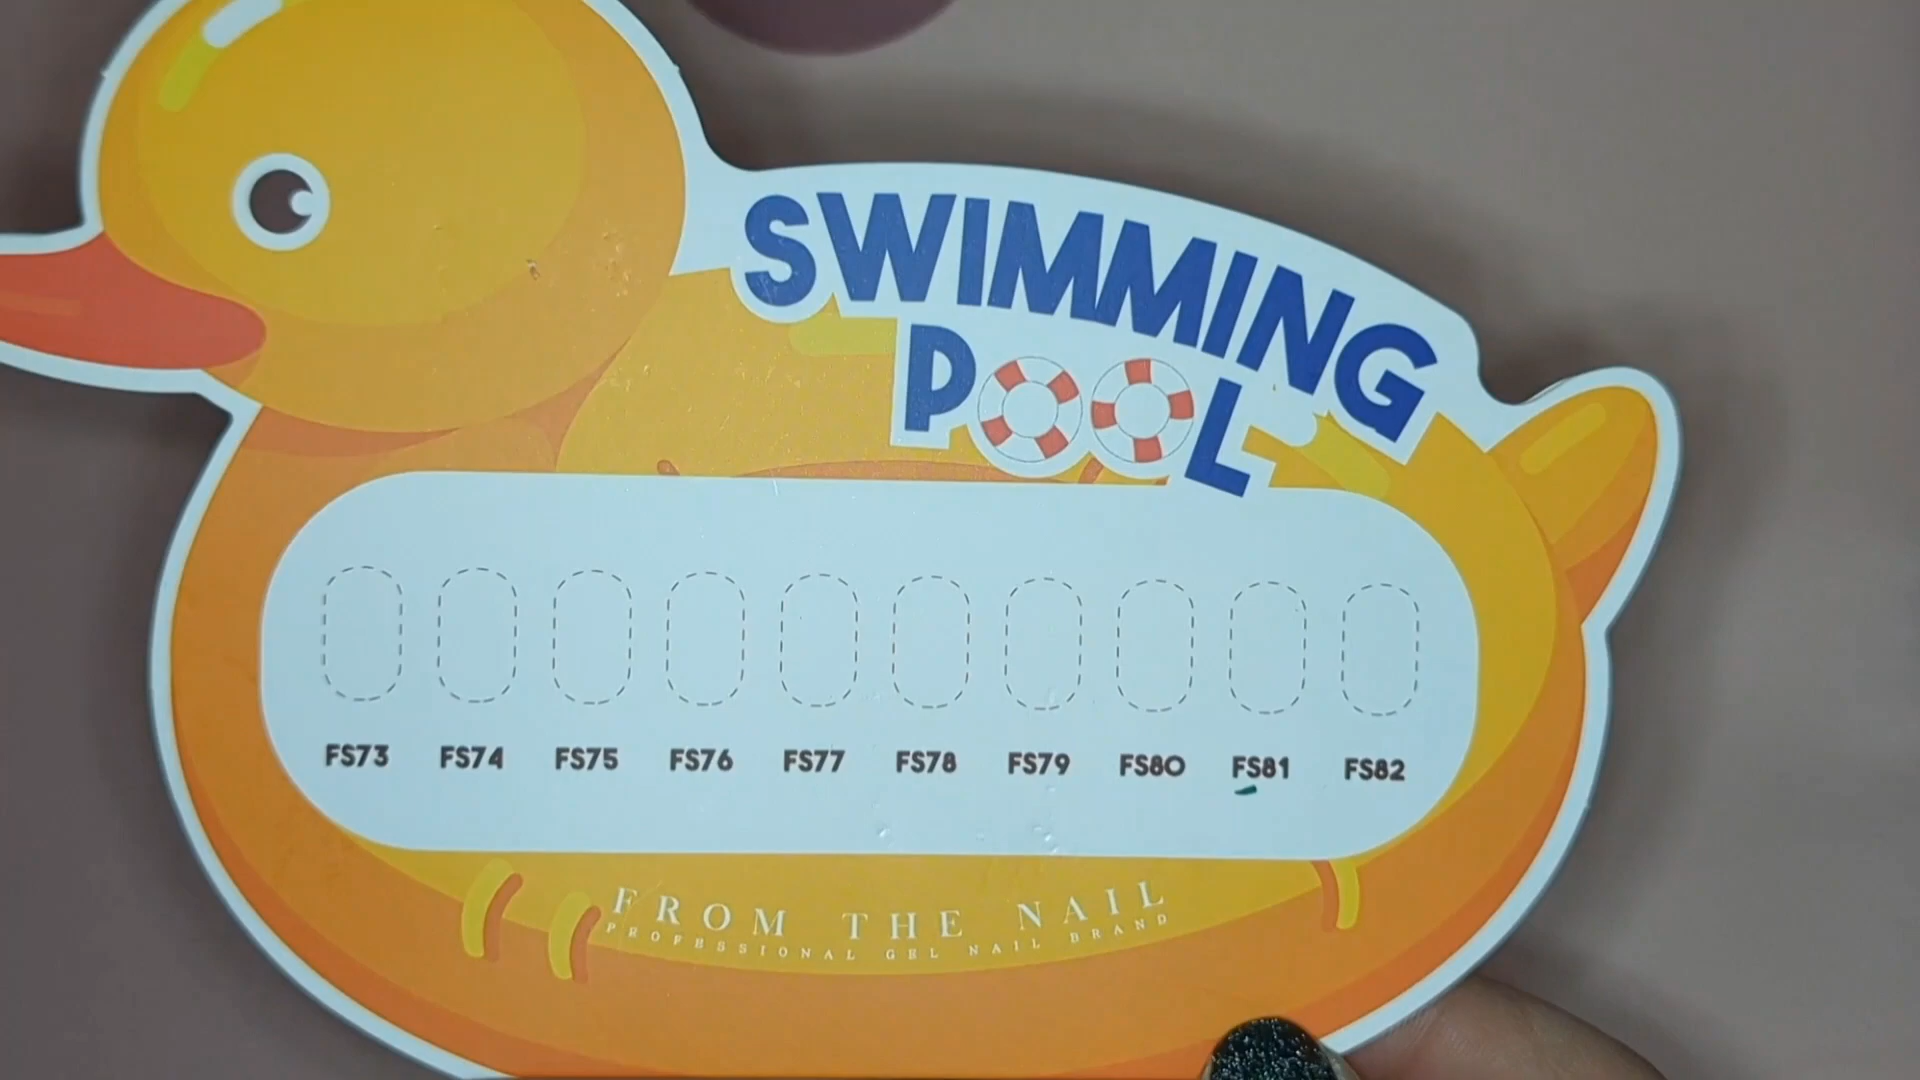 SWIMMING
POOL
FS73 FS74 FS75 FS76 FS77 FS78 FS79 FS80 FS81 FS82
FROM THE NAIL
PROFESSIONAL GEL NAIL BRAND